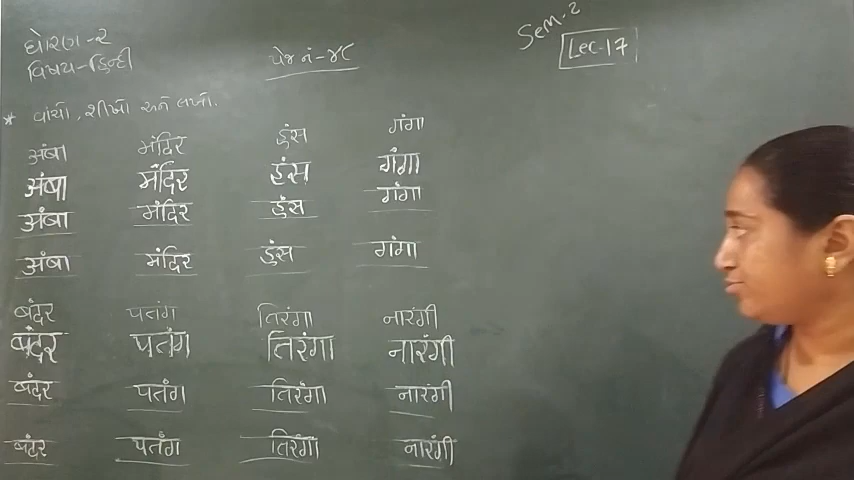 Sem-2
Lec-17
ધોરણ-૨
વિષય-હિન્દી
પેજ નં-૪૮
* વાંચો, શીખો અને લખો.
अंबा मंदिर हंस गंगा
अंबा मंदिर हंस गंगा
अंबा मंदिर हंस गंगा
अंबा मंदिर हंस गंगा
बंदर पतंग तिरंगा नारंगी
बंदर पतंग तिरंगा नारंगी
बंदर पतंग तिरंगा नारंगी
बंदर पतंग तिरंगा नारंगी